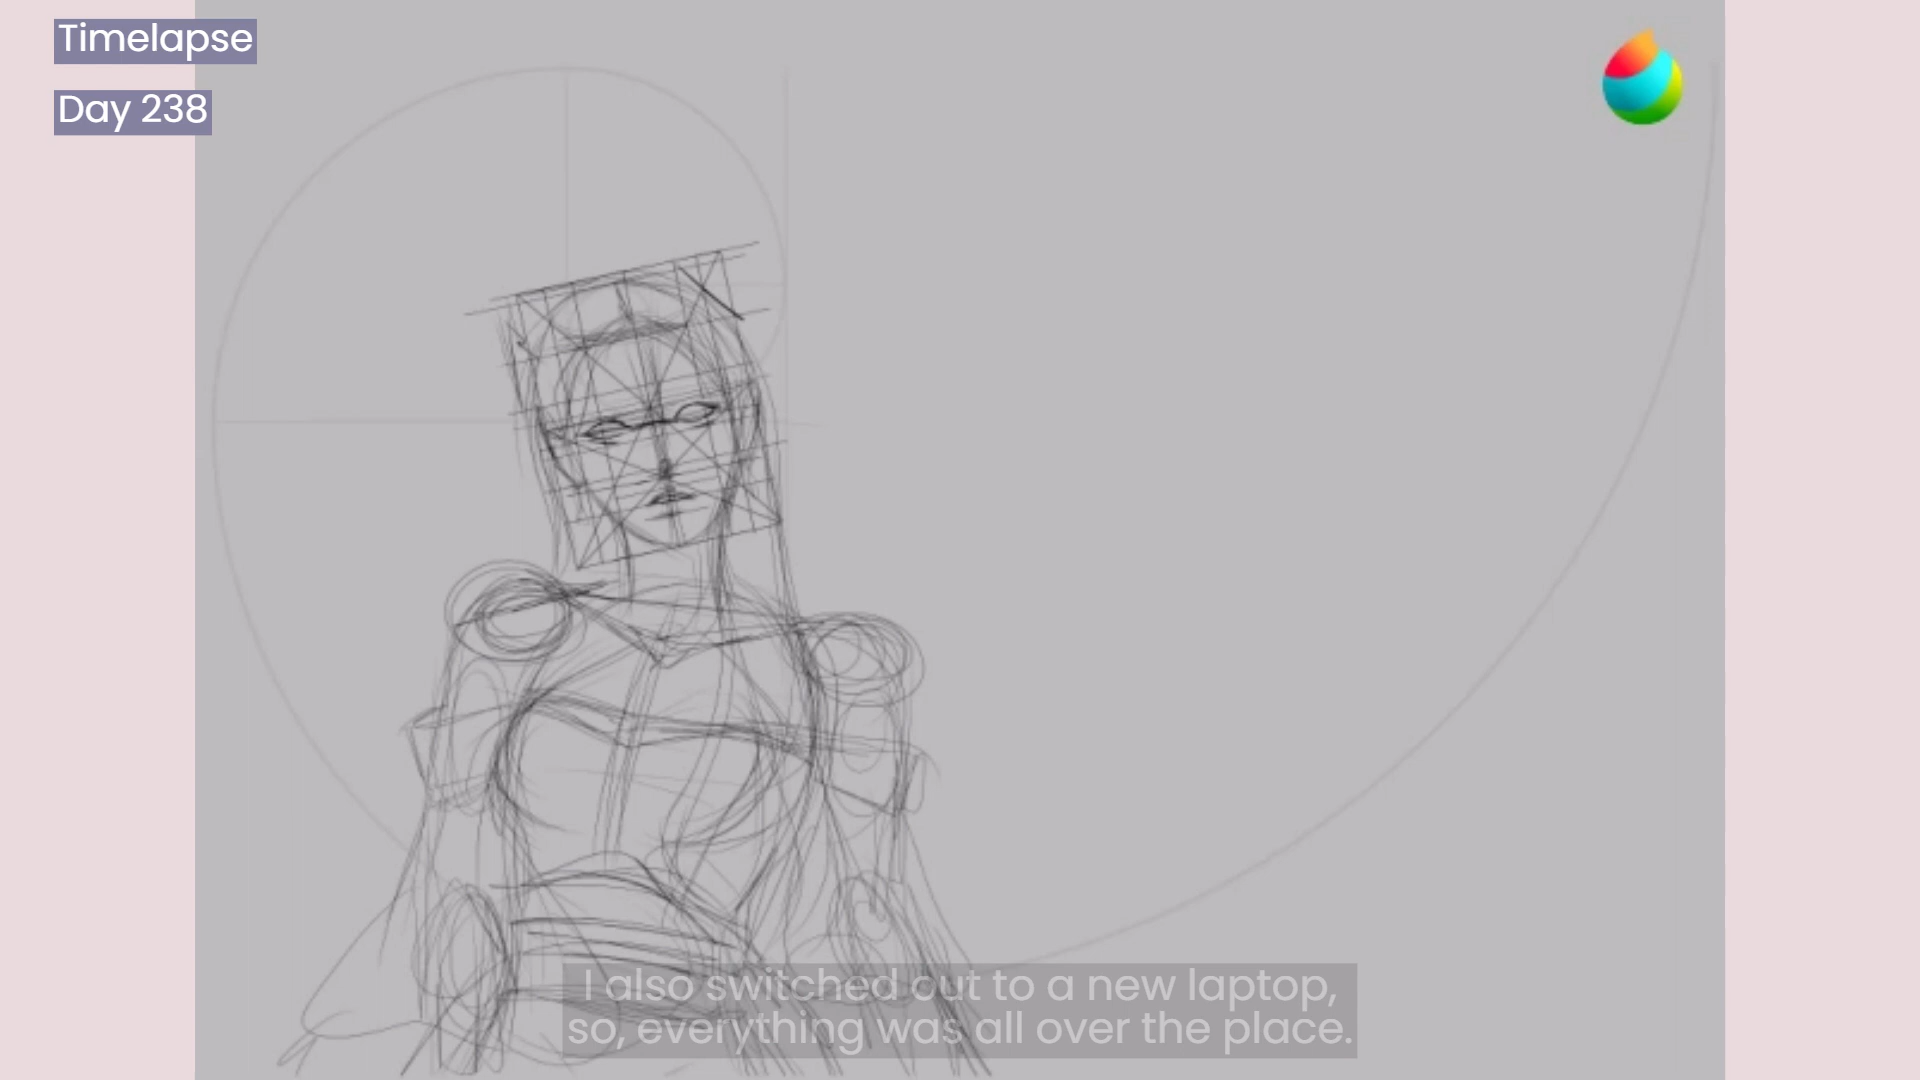 Timelapse
Day 238
I also switched out to a new laptop,
so, everything was all over the place.